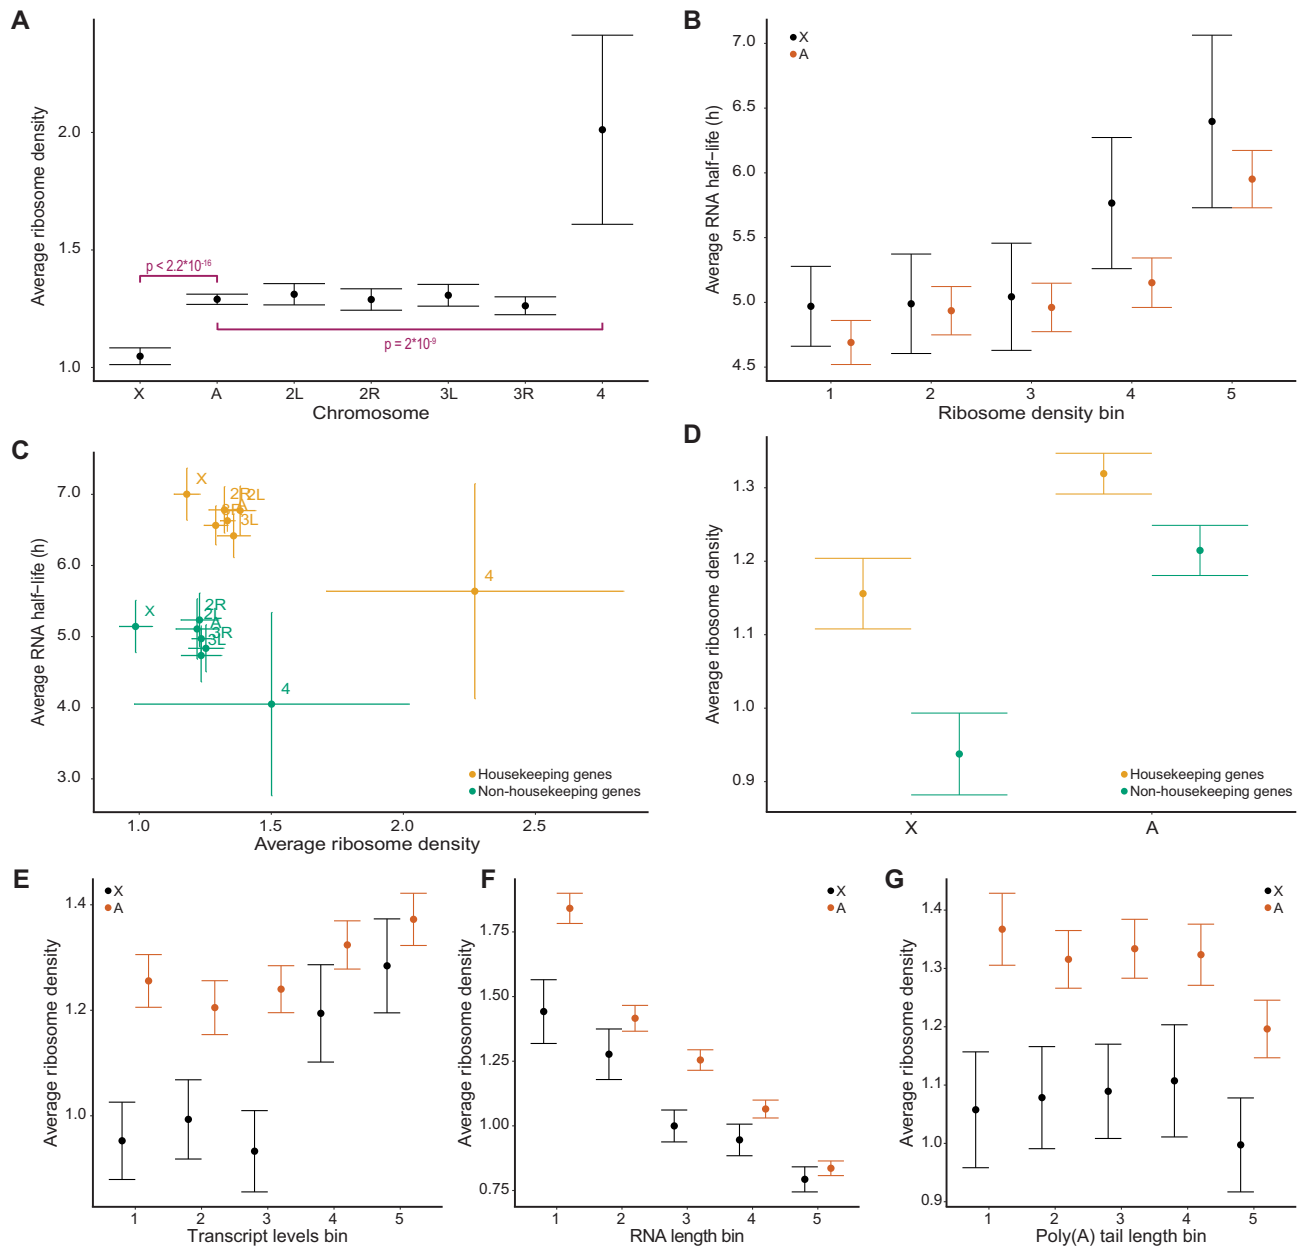 A
Average ribosome density
2.0
1.5
1.0
p < 2.2*10-16
p = 2*10-9
X A 2L 2R 3L 3R 4
Chromosome
B
Average RNA half−life (h)
X
A
7.0
6.5
6.0
5.5
5.0
4.5
1 2 3 4 5
Ribosome density bin
C
Average RNA half−life (h)
7.0
6.0
5.0
4.0
3.0
X
2R
2L
A
3R
3L
4
X
2R
2L
A
3R
3L
4
Housekeeping genes
Non-housekeeping genes
1.0 1.5 2.0 2.5
Average ribosome density
D
Average ribosome density
1.3
1.2
1.1
1.0
0.9
Housekeeping genes
Non-housekeeping genes
X A
E
Average ribosome density
X
A
1.4
1.2
1.0
1 2 3 4 5
Transcript levels bin
F
Average ribosome density
X
A
1.75
1.50
1.25
1.00
0.75
1 2 3 4 5
RNA length bin
G
Average ribosome density
X
A
1.4
1.3
1.2
1.1
1.0
0.9
1 2 3 4 5
Poly(A) tail length bin